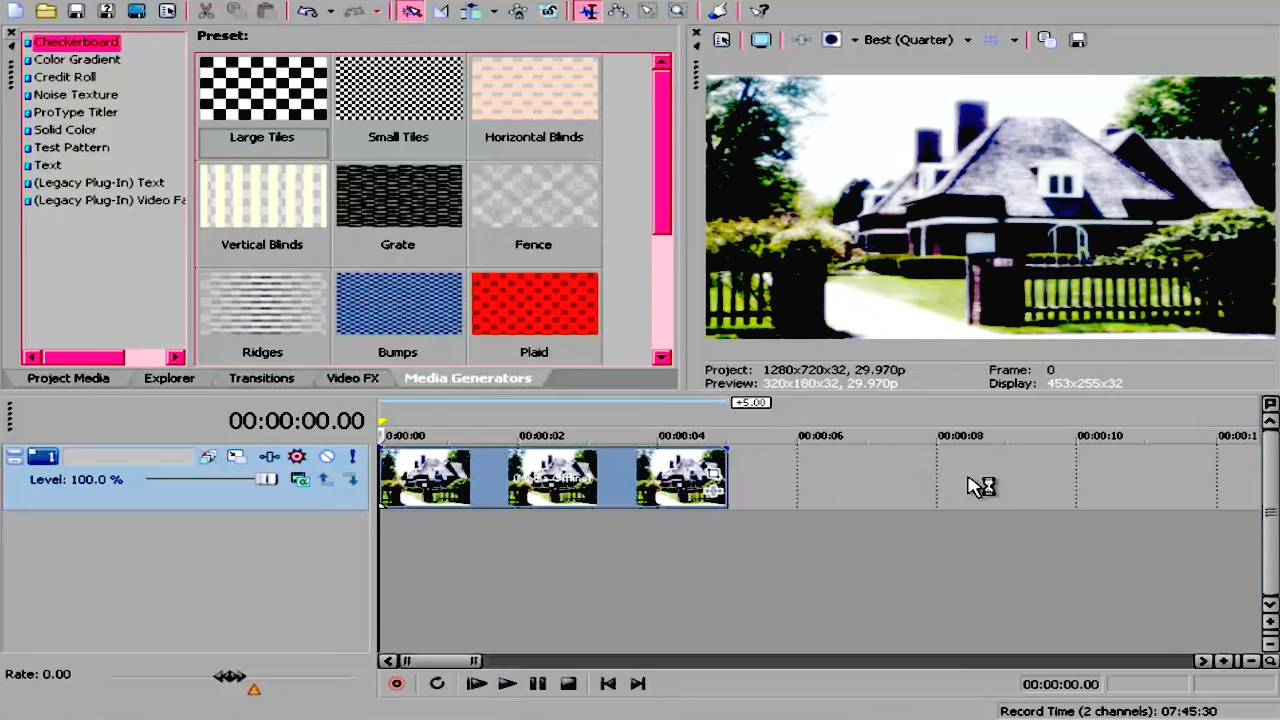 Preset:
Best (Quarter)
Checkerboard
Color Gradient
Credit Roll
Noise Texture
ProType Titler
Solid Color
Test Pattern
Text
(Legacy Plug-In) Text
(Legacy Plug-In) Video Fa
Large Tiles
Small Tiles
Horizontal Blinds
Vertical Blinds
Grate
Fence
Ridges
Bumps
Plaid
Project Media
Explorer
Transitions
Video FX
Media Generators
Project: 1280x720x32, 29.970p
Frame: 0
Preview: 320x180x32, 29.970p
Display: 453x255x32
00:00:00.00
+5.00
0:00:00
00:00:02
00:00:04
00:00:06
00:00:08
00:00:10
00:00:1
1
Level: 100.0 %
(Media Offline)
Rate: 0.00
00:00:00.00
Record Time (2 channels): 07:45:30